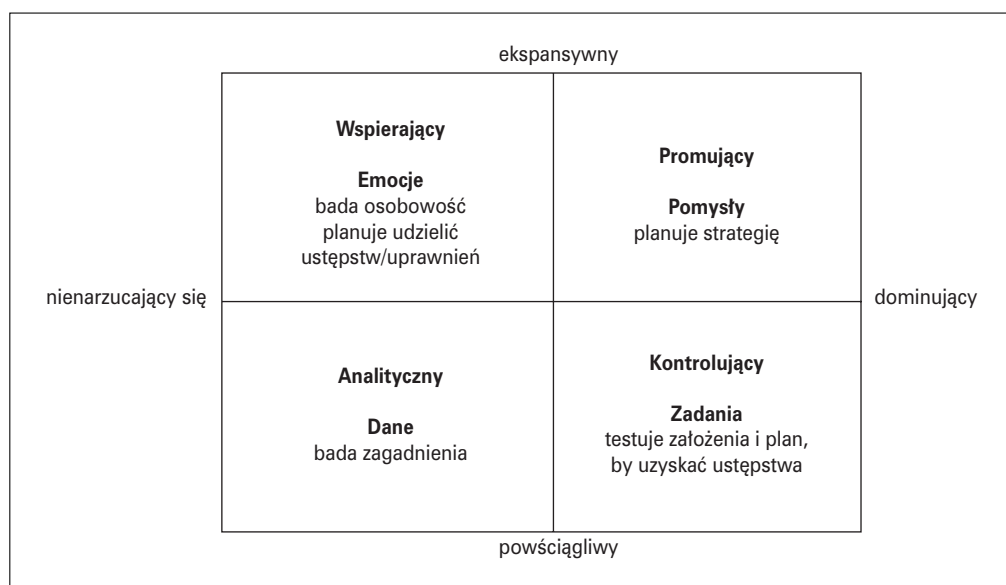 ekspansywny
Wspierający
Emocje
bada osobowość
planuje udzielić
ustępstw/uprawnień
Promujący
Pomysły
planuje strategię
nienarzucający się
dominujący
Analityczny
Dane
bada zagadnienia
Kontrolujący
Zadania
testuje założenia i plan,
by uzyskać ustępstwa
powściągliwy